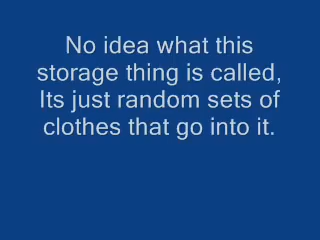 No idea what this
storage thing is called,
Its just random sets of
clothes that go into it.